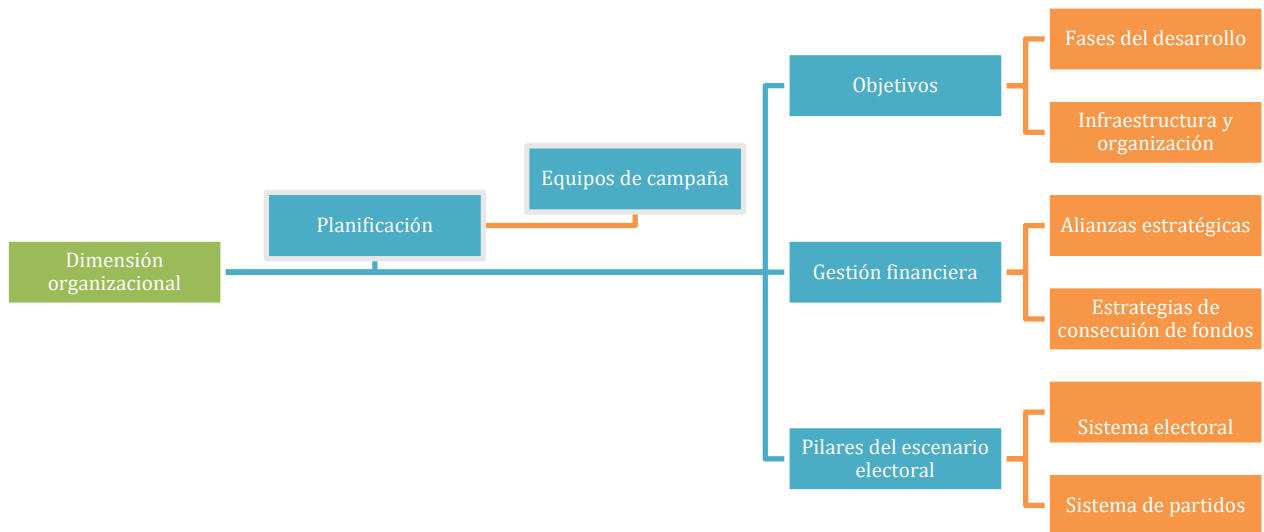 Dimensión
organizacional
Planificación
Equipos de campaña
Objetivos
Fases del desarrollo
Infraestructura y
organización
Gestión financiera
Alianzas estratégicas
Estrategias de
consecuión de fondos
Pilares del escenario
electoral
Sistema electoral
Sistema de partidos